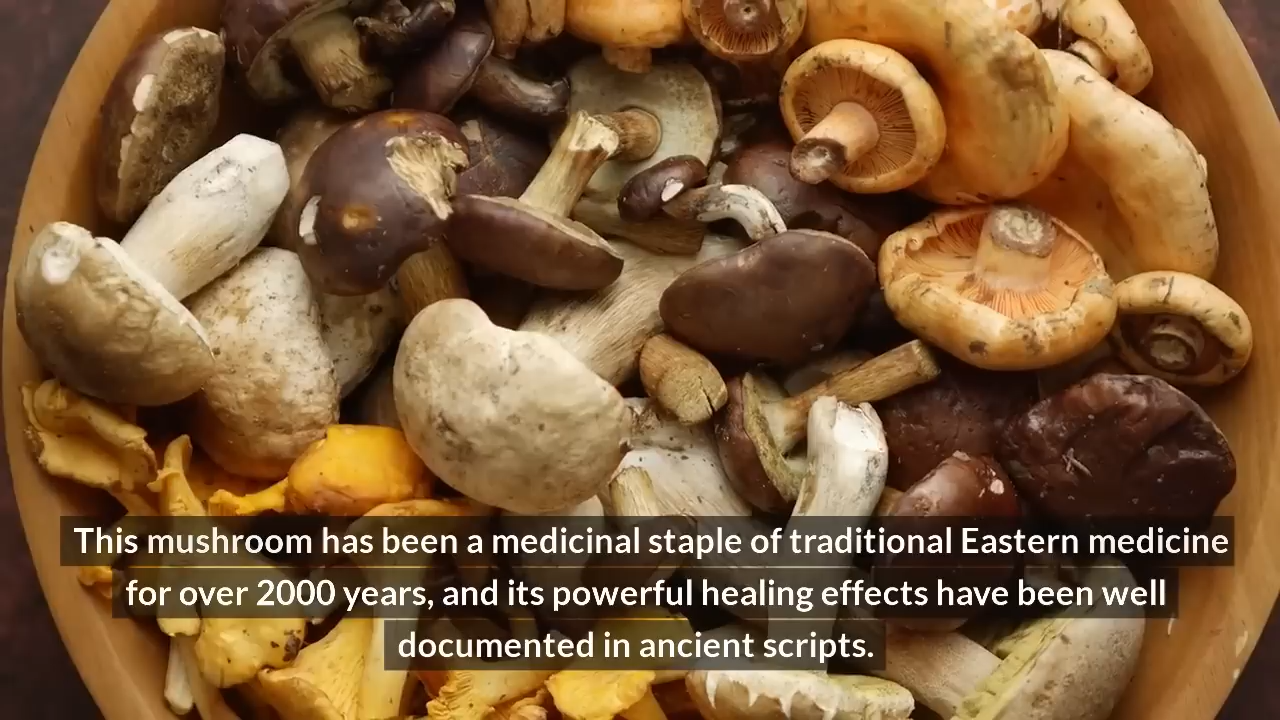 This mushroom has been a medicinal staple of traditional Eastern medicine
for over 2000 years, and its powerful healing effects have been well
documented in ancient scripts.